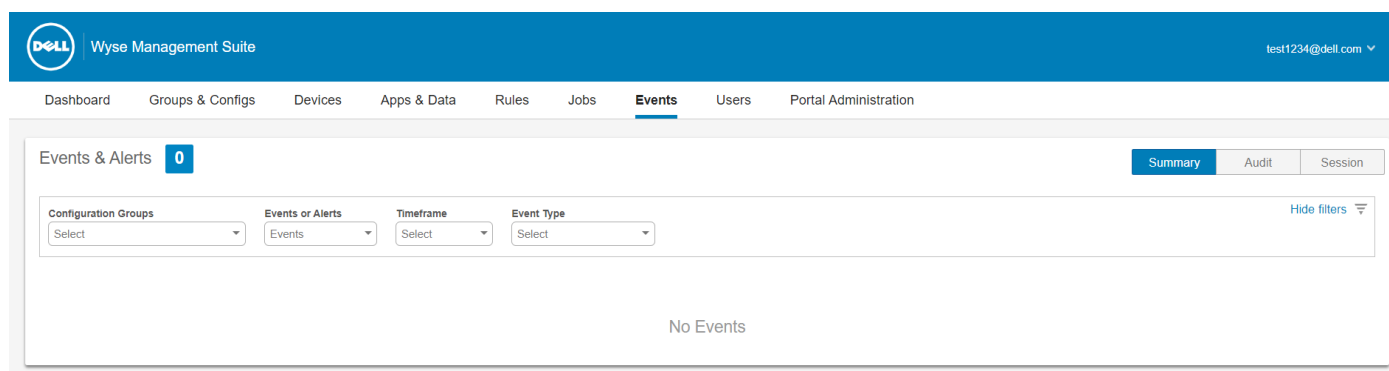 DELL Wyse Management Suite test1234@dell.com
Dashboard Groups & Configs Devices Apps & Data Rules Jobs Events Users Portal Administration
Events & Alerts 0 Summary Audit Session
Configuration Groups Events or Alerts Timeframe Event Type Hide filters
Select Events Select Select
No Events